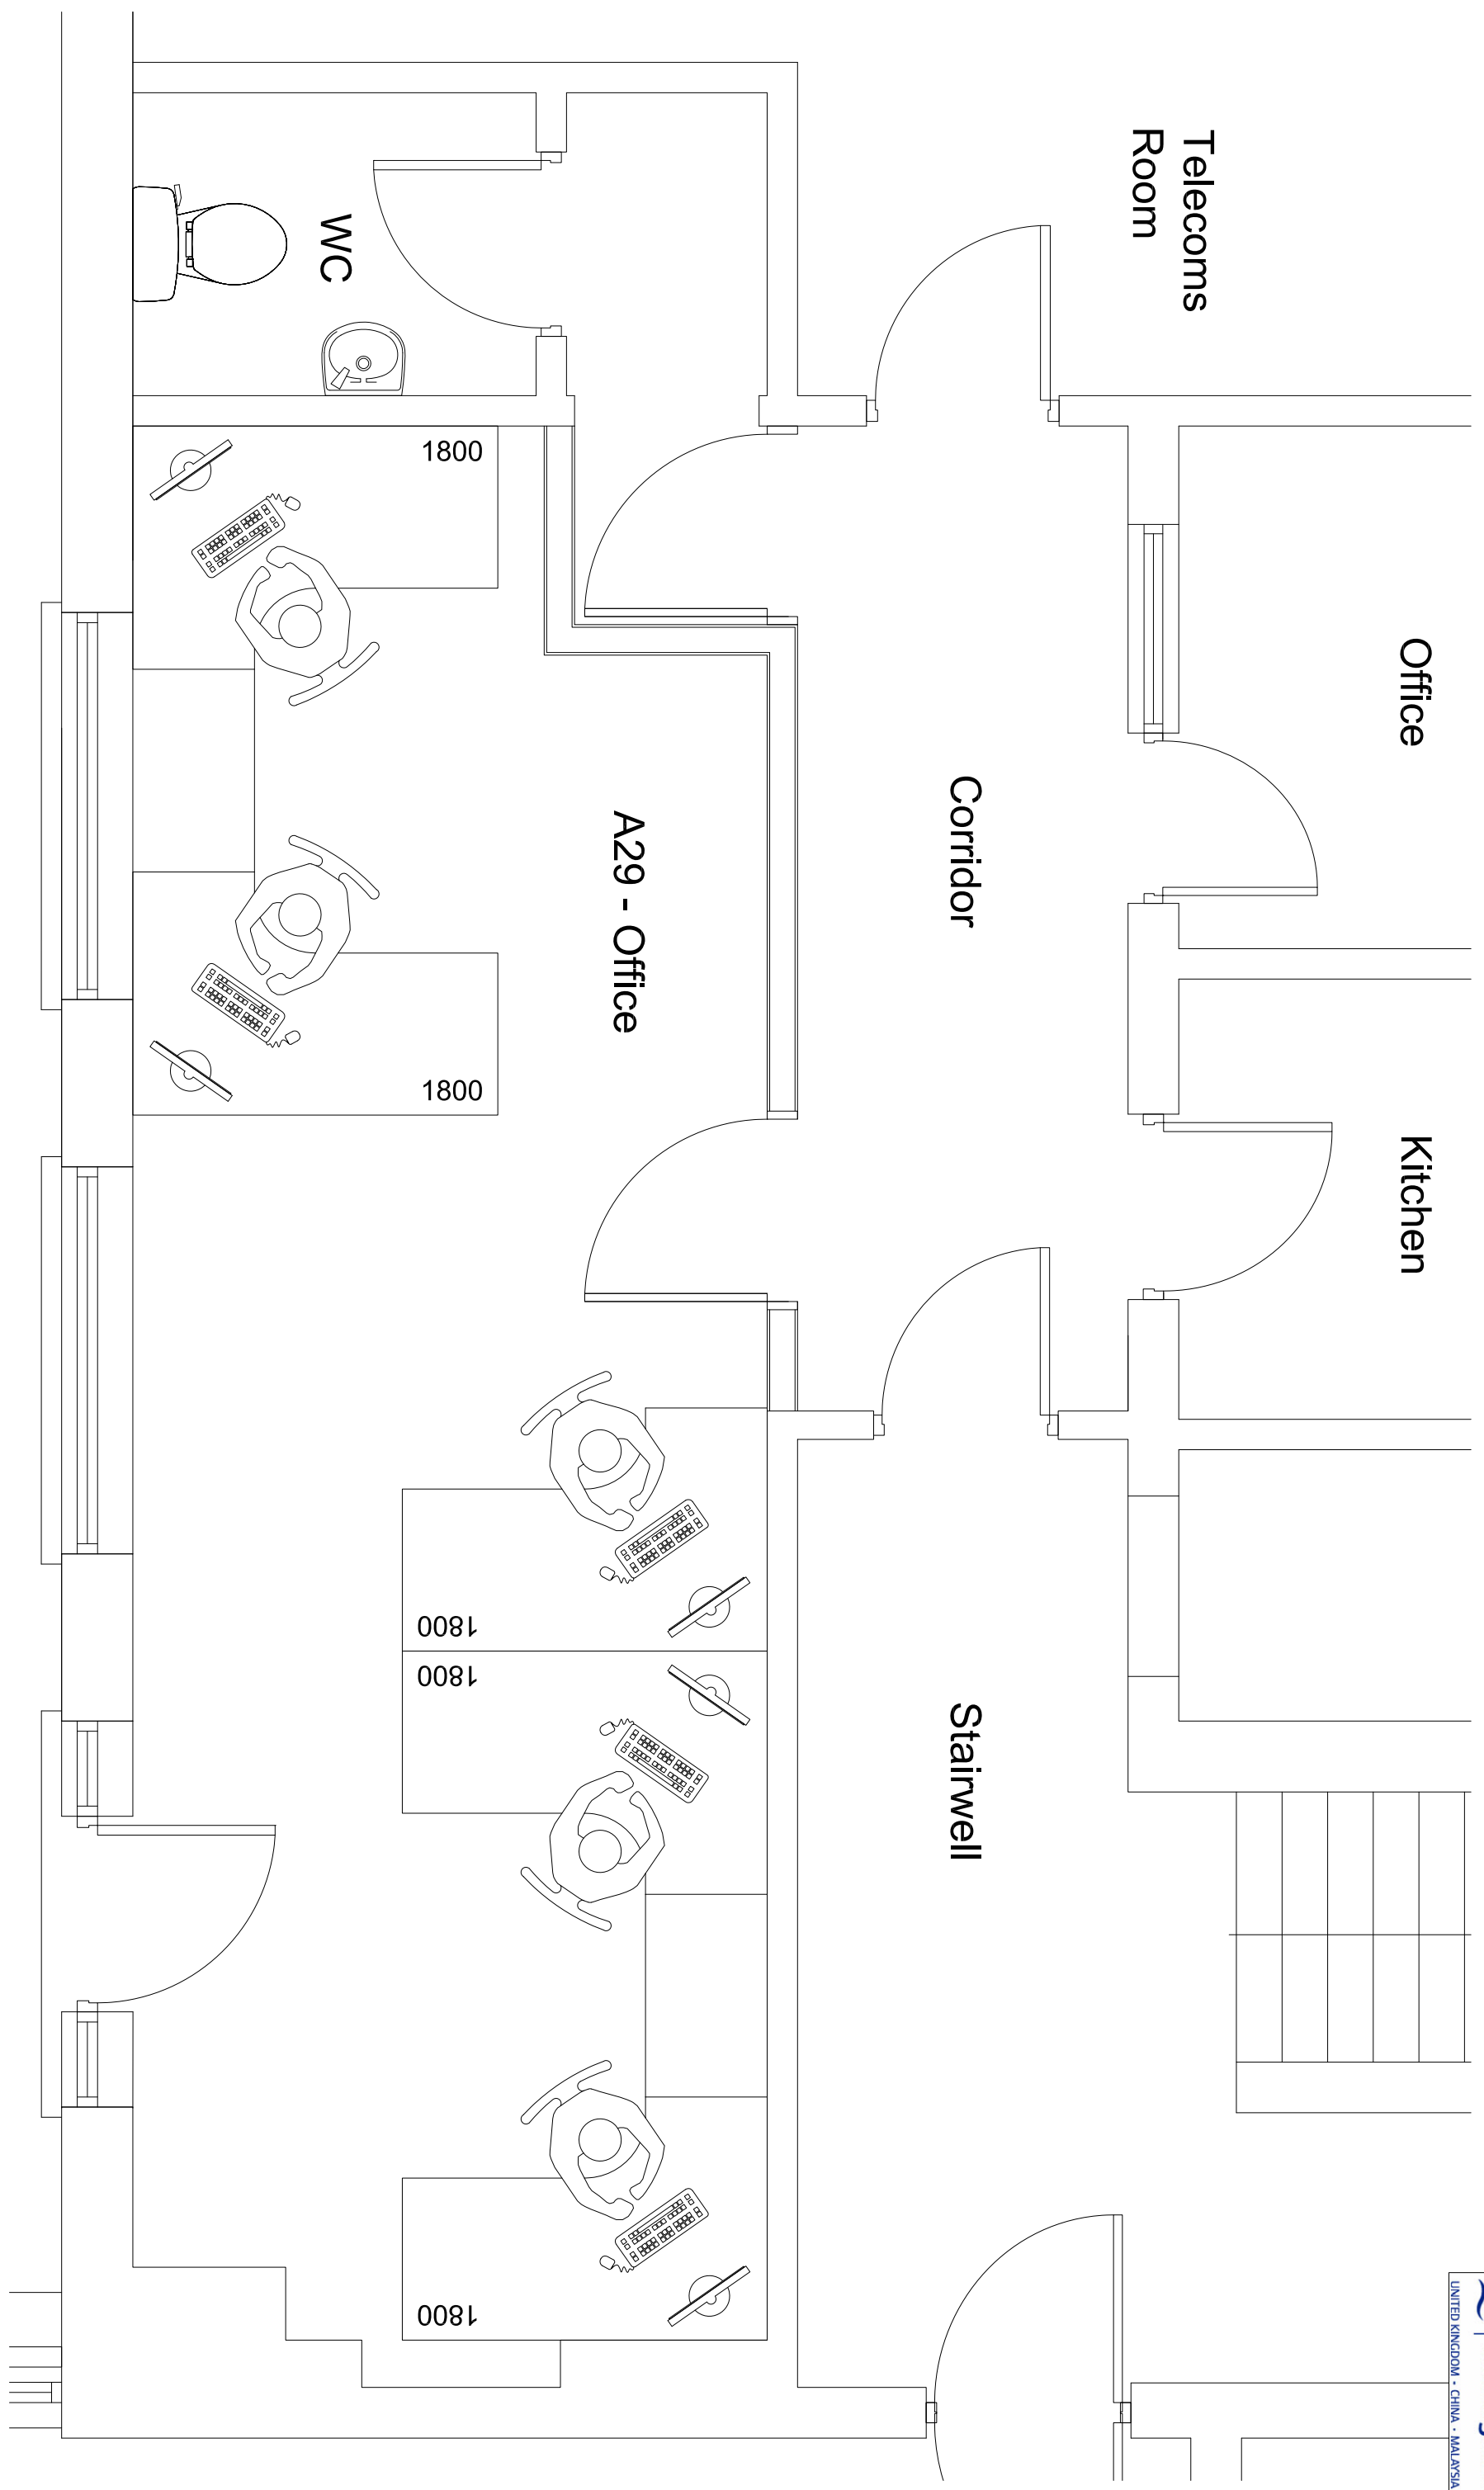 Telecoms
Room
WC
Office
1800
Corridor
A29 - Office
1800
Kitchen
1800
1800
Stairwell
1800
UNITED KINGDOM • CHINA • MALAYSIA